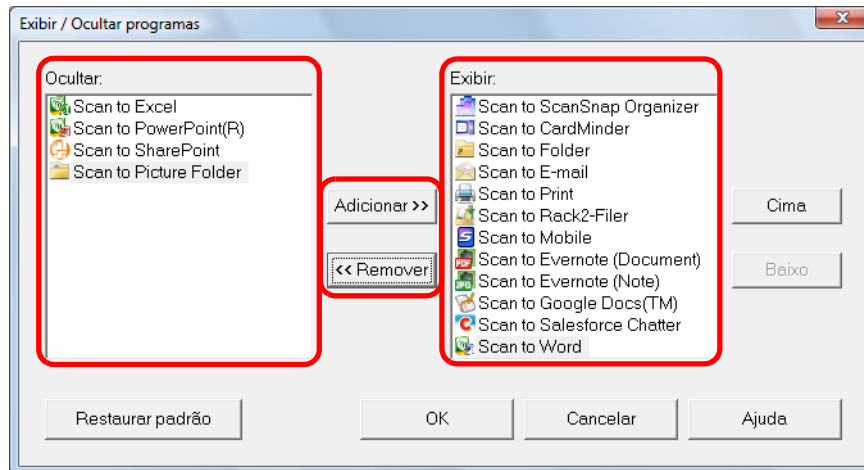 Exibir / Ocultar programas
Ocultar:
Scan to Excel
Scan to PowerPoint(R)
Scan to SharePoint
Scan to Picture Folder
Adicionar >>
<< Remover
Exibir:
Scan to ScanSnap Organizer
Scan to CardMinder
Scan to Folder
Scan to E-mail
Scan to Print
Scan to Rack2-Filer
Scan to Mobile
Scan to Evernote (Document)
Scan to Evernote (Note)
Scan to Google Docs(TM)
Scan to Salesforce Chatter
Scan to Word
Cima
Baixo
Restaurar padrão
OK
Cancelar
Ajuda